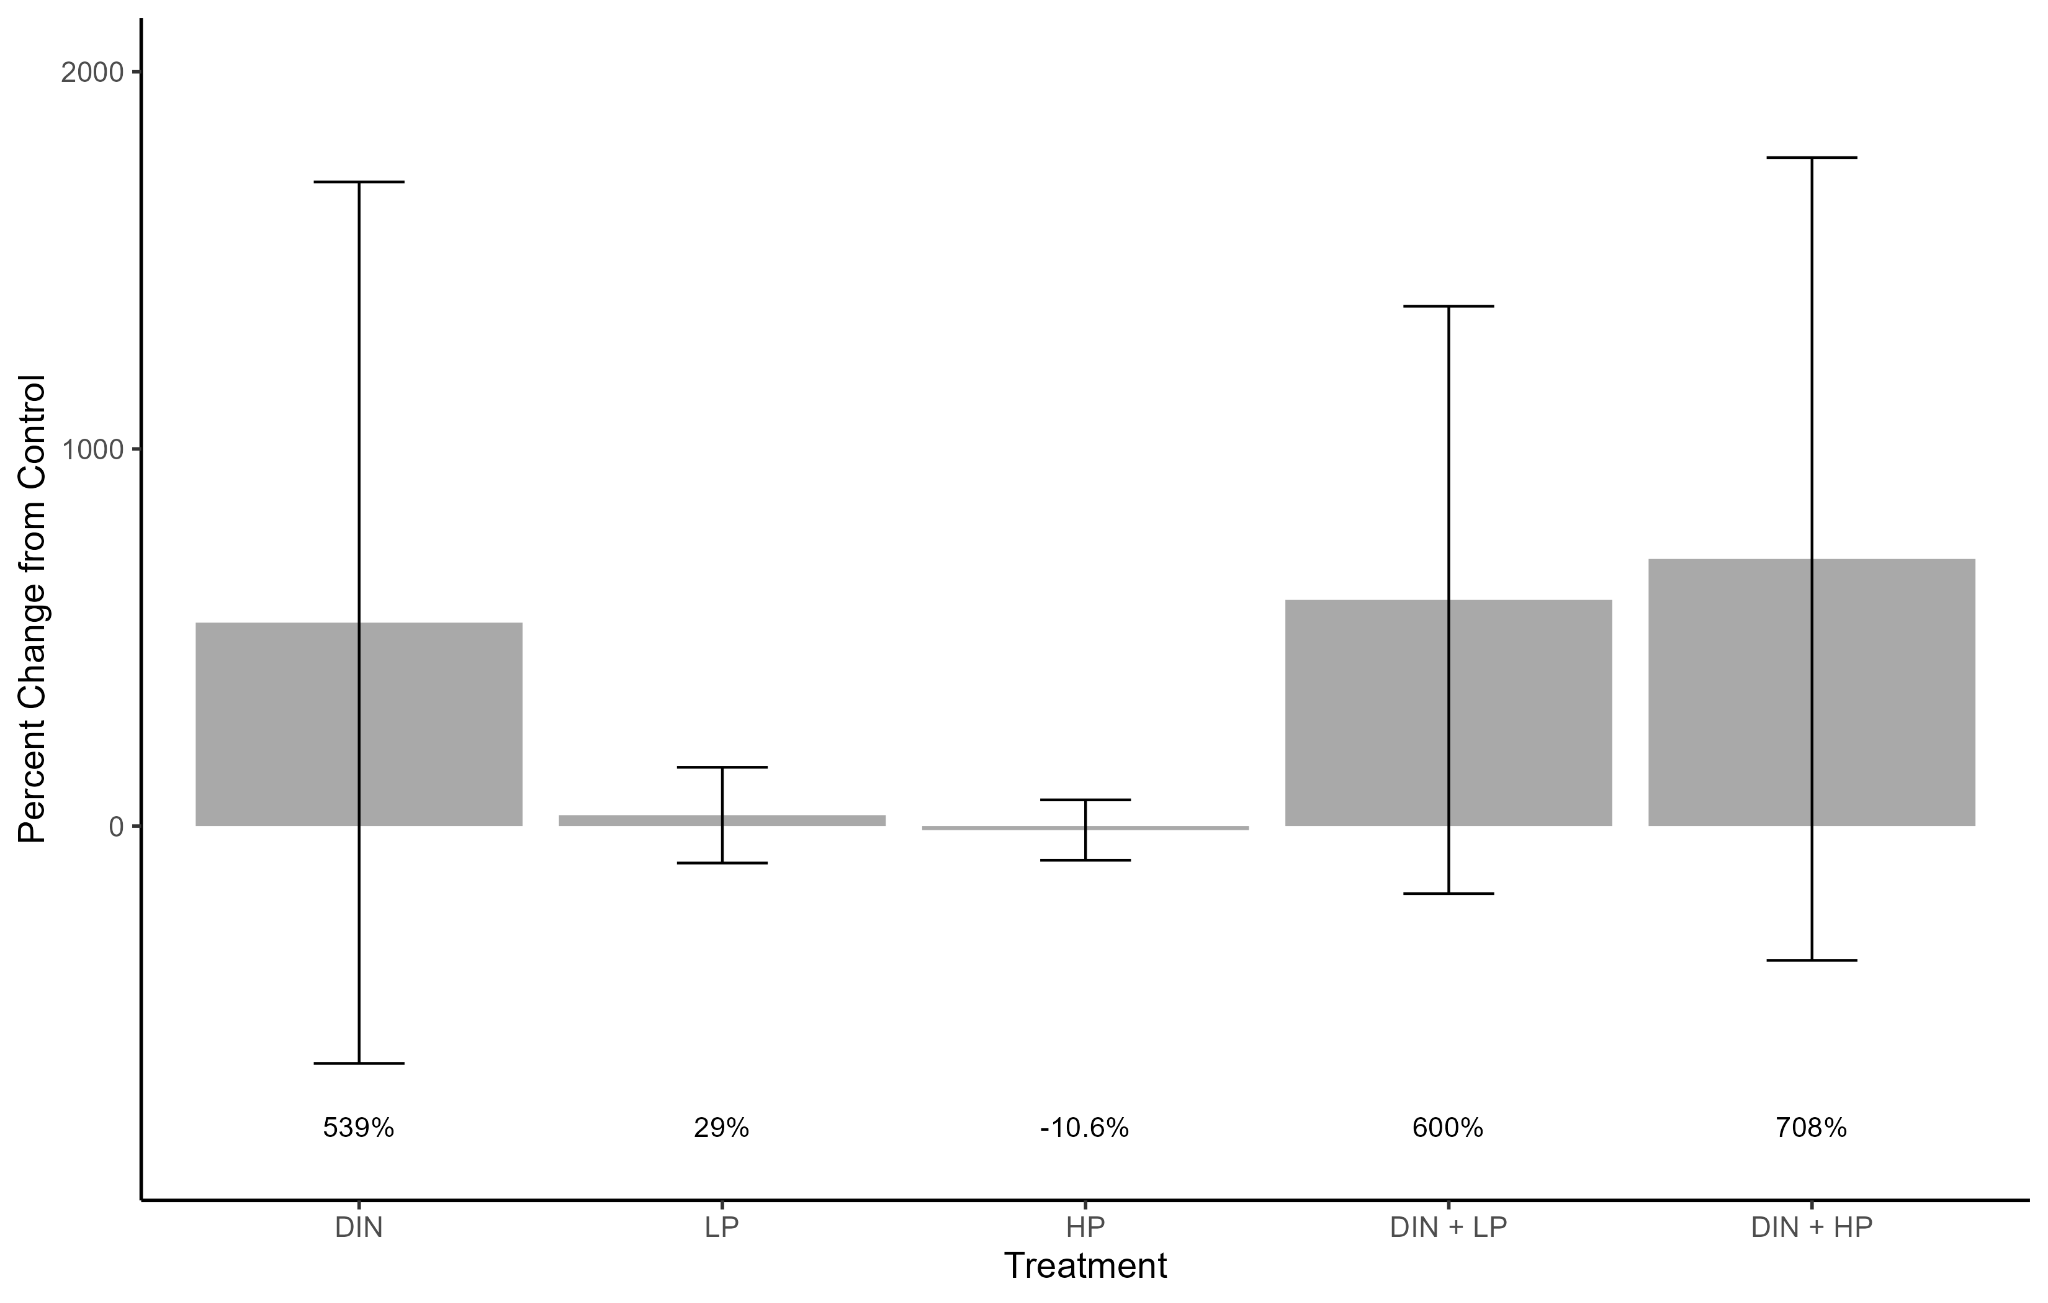 Percent Change from Control
2000
1000
0
539% 29% -10.6% 600% 708%
DIN LP HP DIN + LP DIN + HP
Treatment